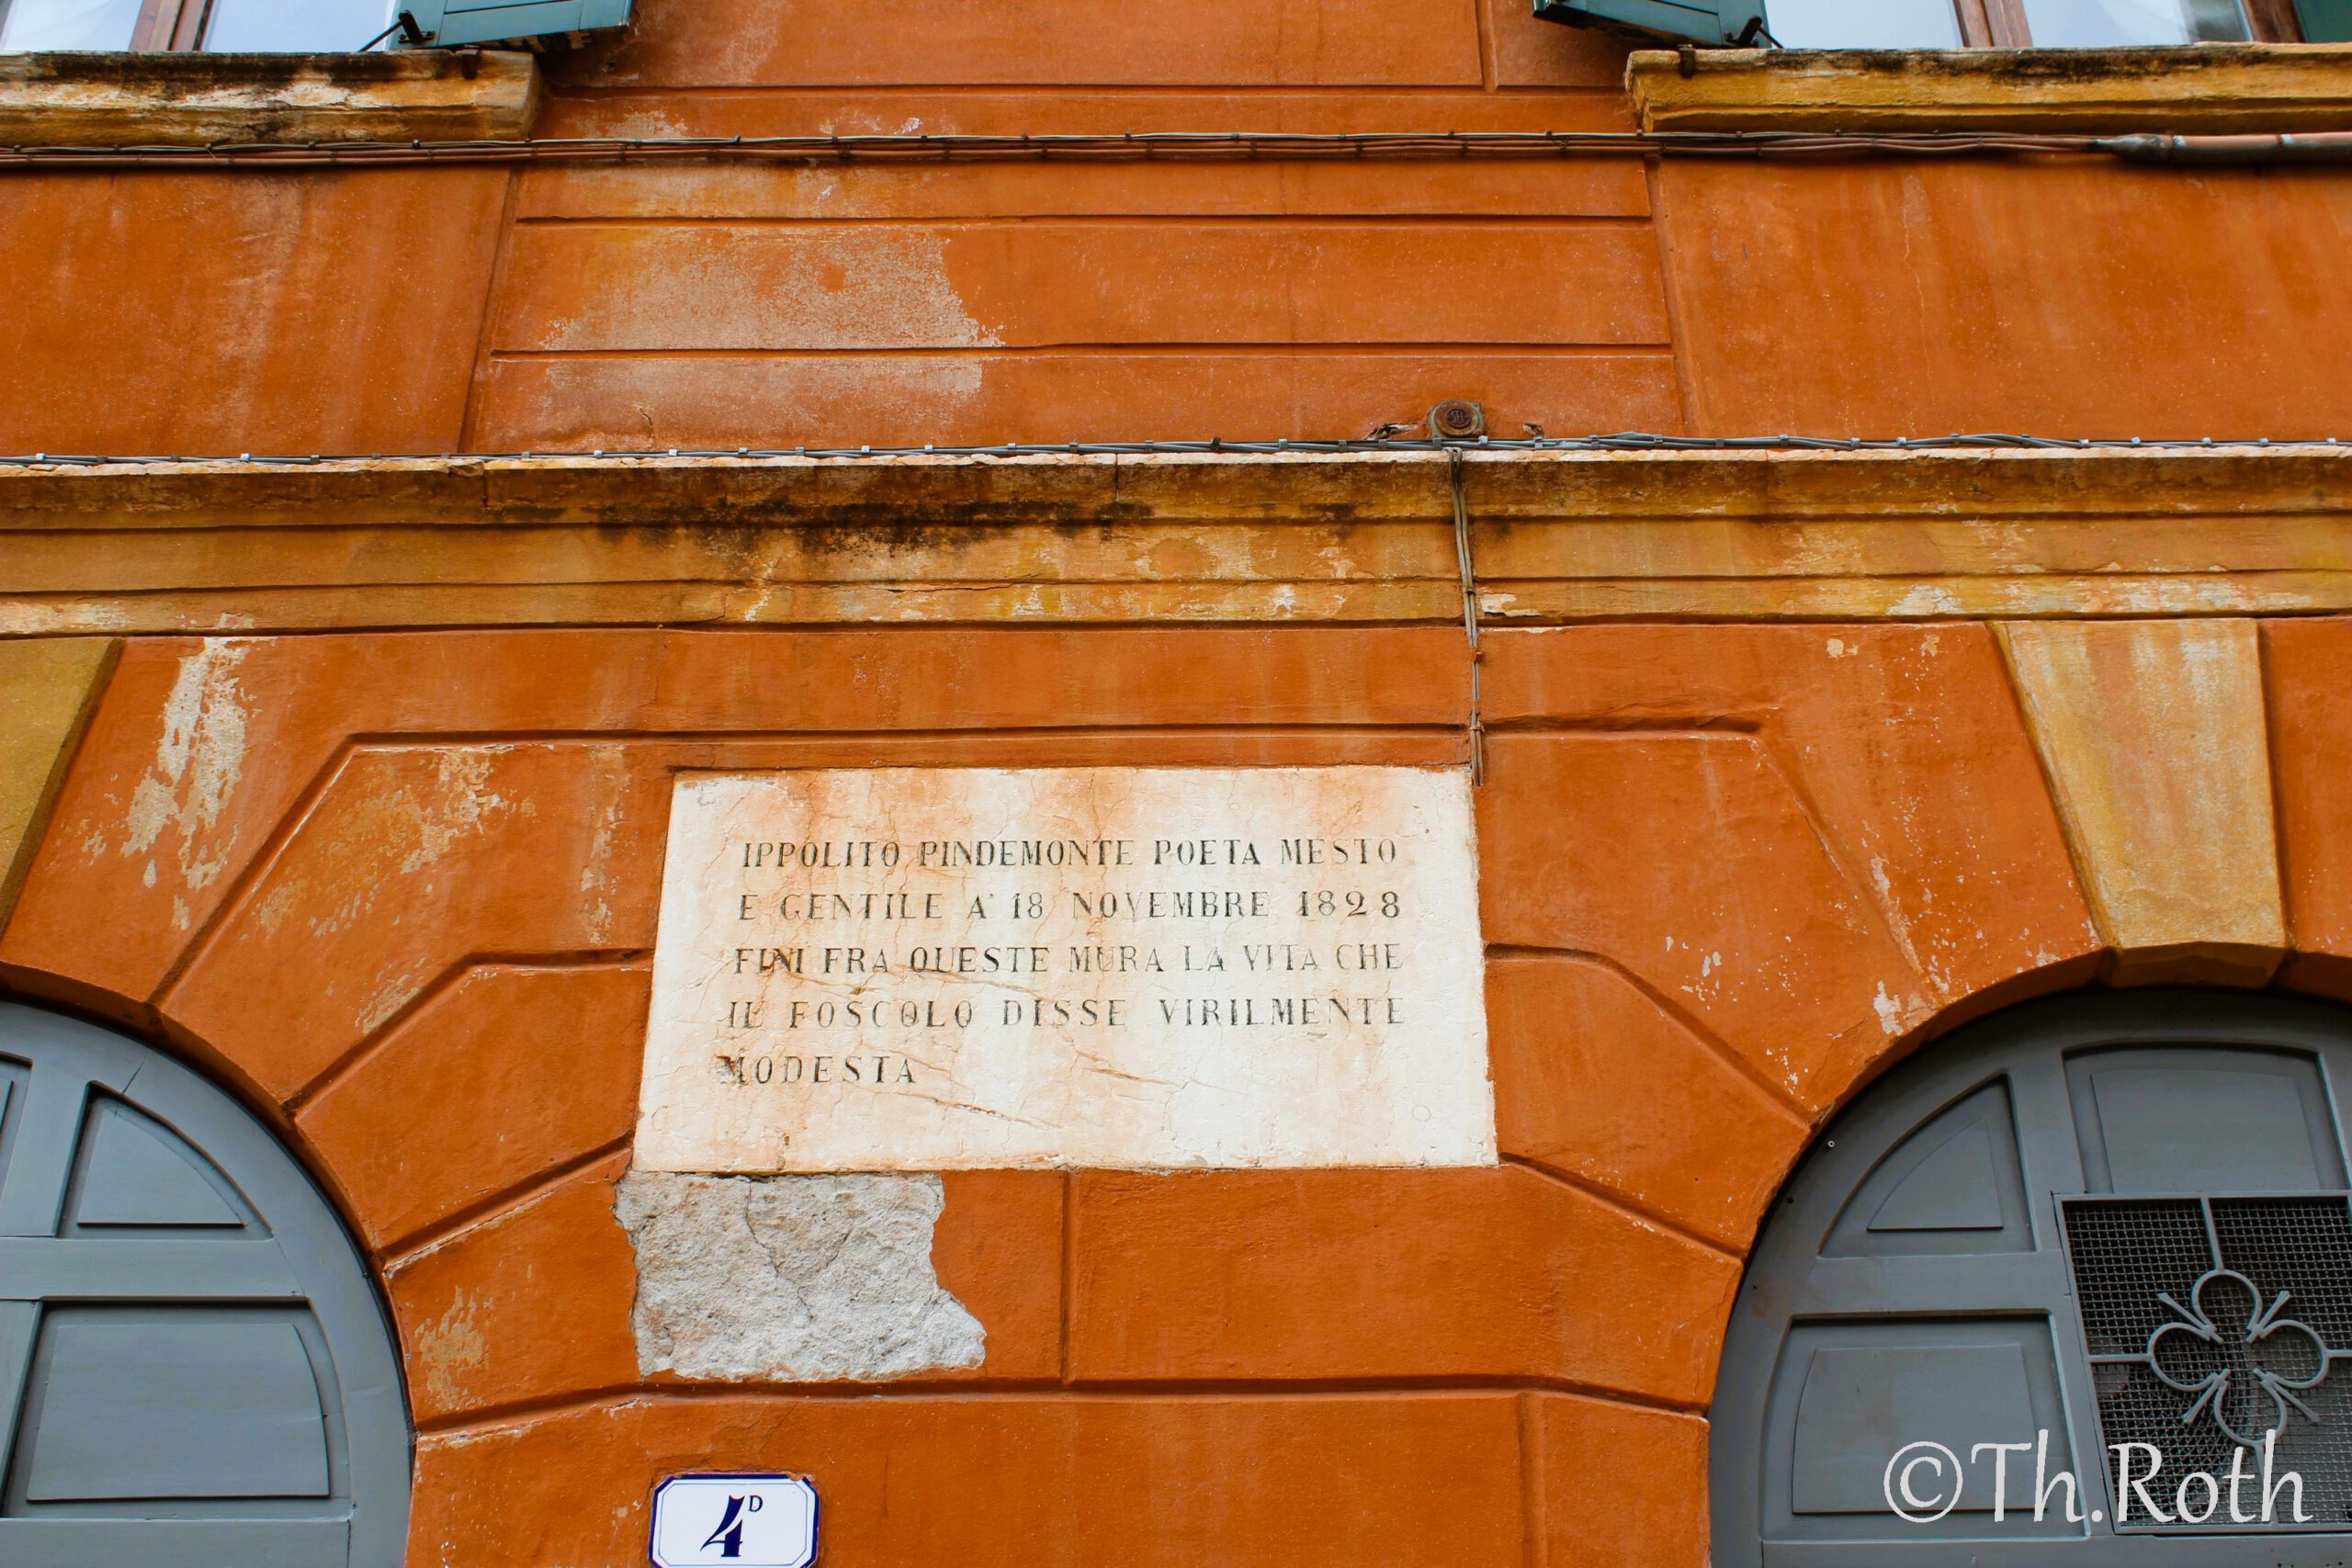 IPPOLITO PINDEMONTE POETA MESTO
E GENTILE A' 18 NOVEMBRE 1828
FINI FRA QUESTE MURA LA VITA CHE
IL FOSCOLO DISSE VIRILMENTE
MODESTA
4D
©Th.Roth